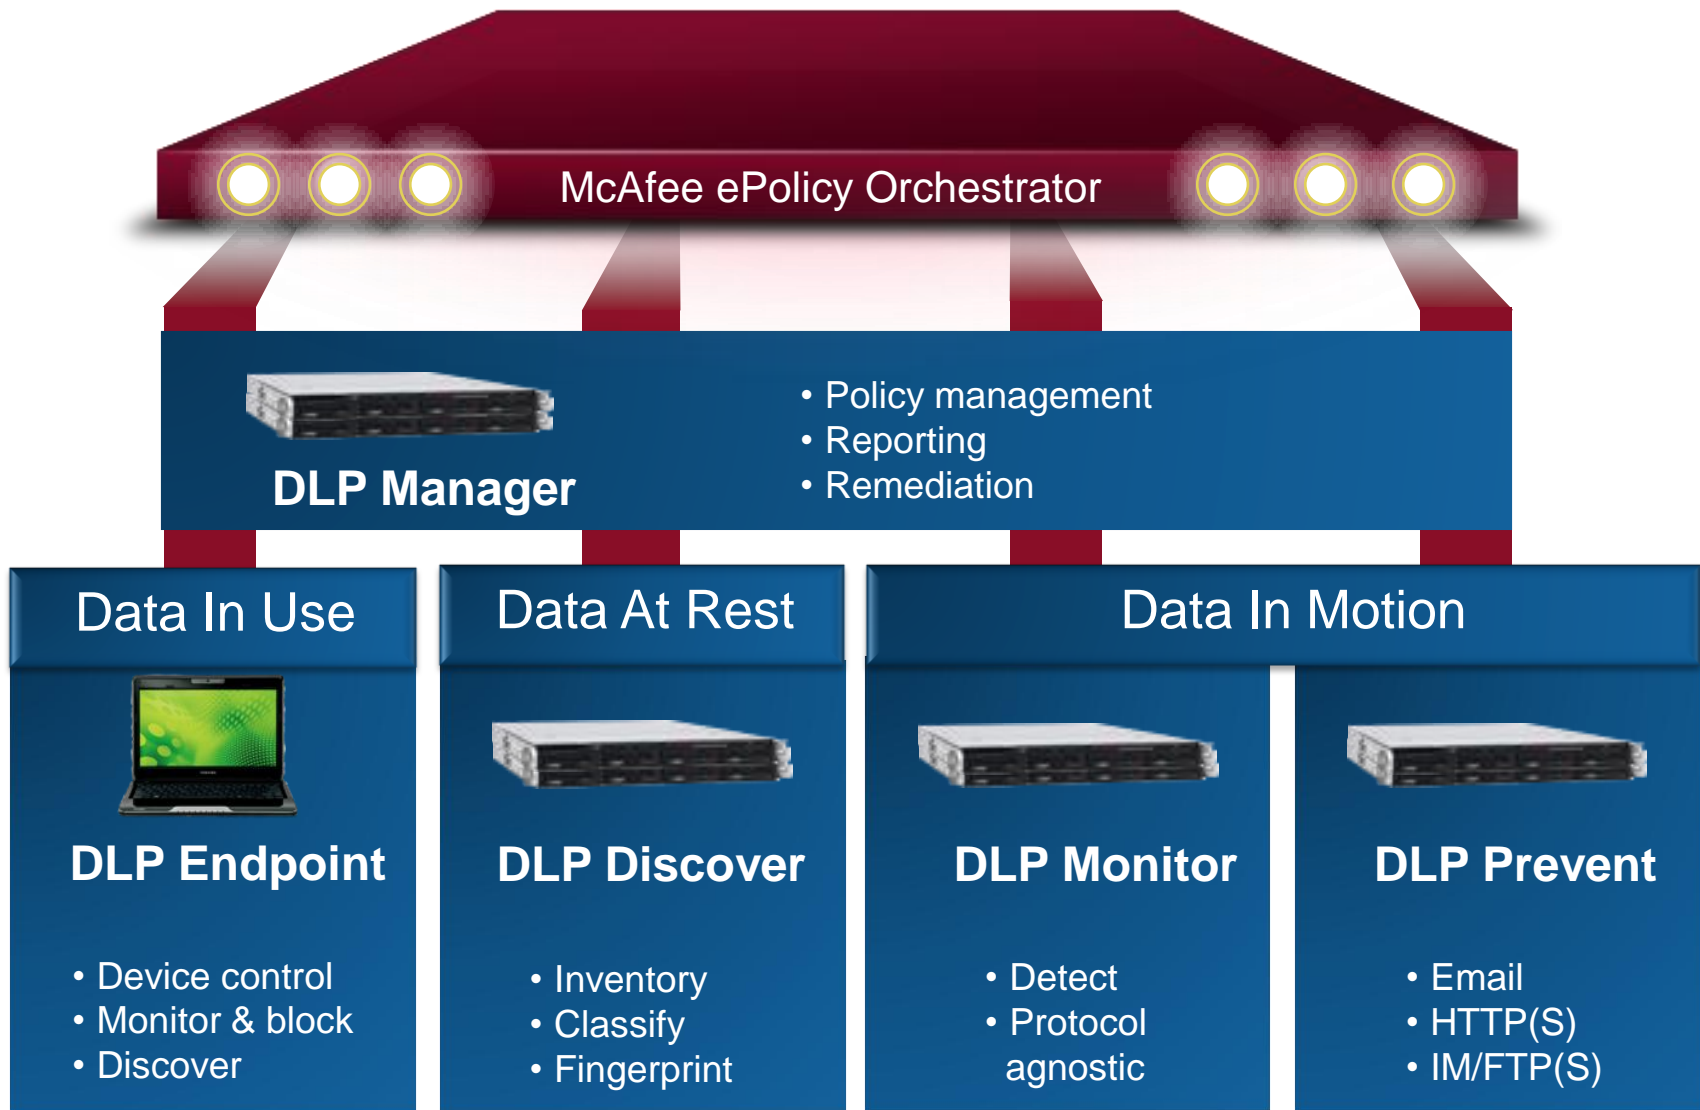 McAfee ePolicy Orchestrator
DLP Manager
• Policy management
• Reporting
• Remediation
Data In Use
DLP Endpoint
• Device control
• Monitor & block
• Discover
Data At Rest
DLP Discover
• Inventory
• Classify
• Fingerprint
Data In Motion
DLP Monitor
• Detect
• Protocol
agnostic
DLP Prevent
• Email
• HTTP(S)
• IM/FTP(S)